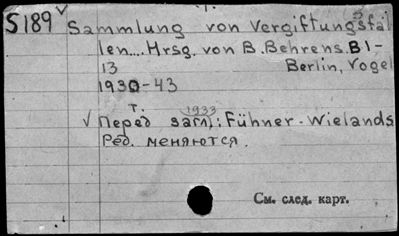 S189 Sammlung von Vergiftungsfäl
len.... Hrsg. von B. Behrens. B1-
13 Berlin, Vogel
1930-43
т. 1933
√ Перед загл: Fühner-Wielands
Ред. меняются.
См. след. карт.